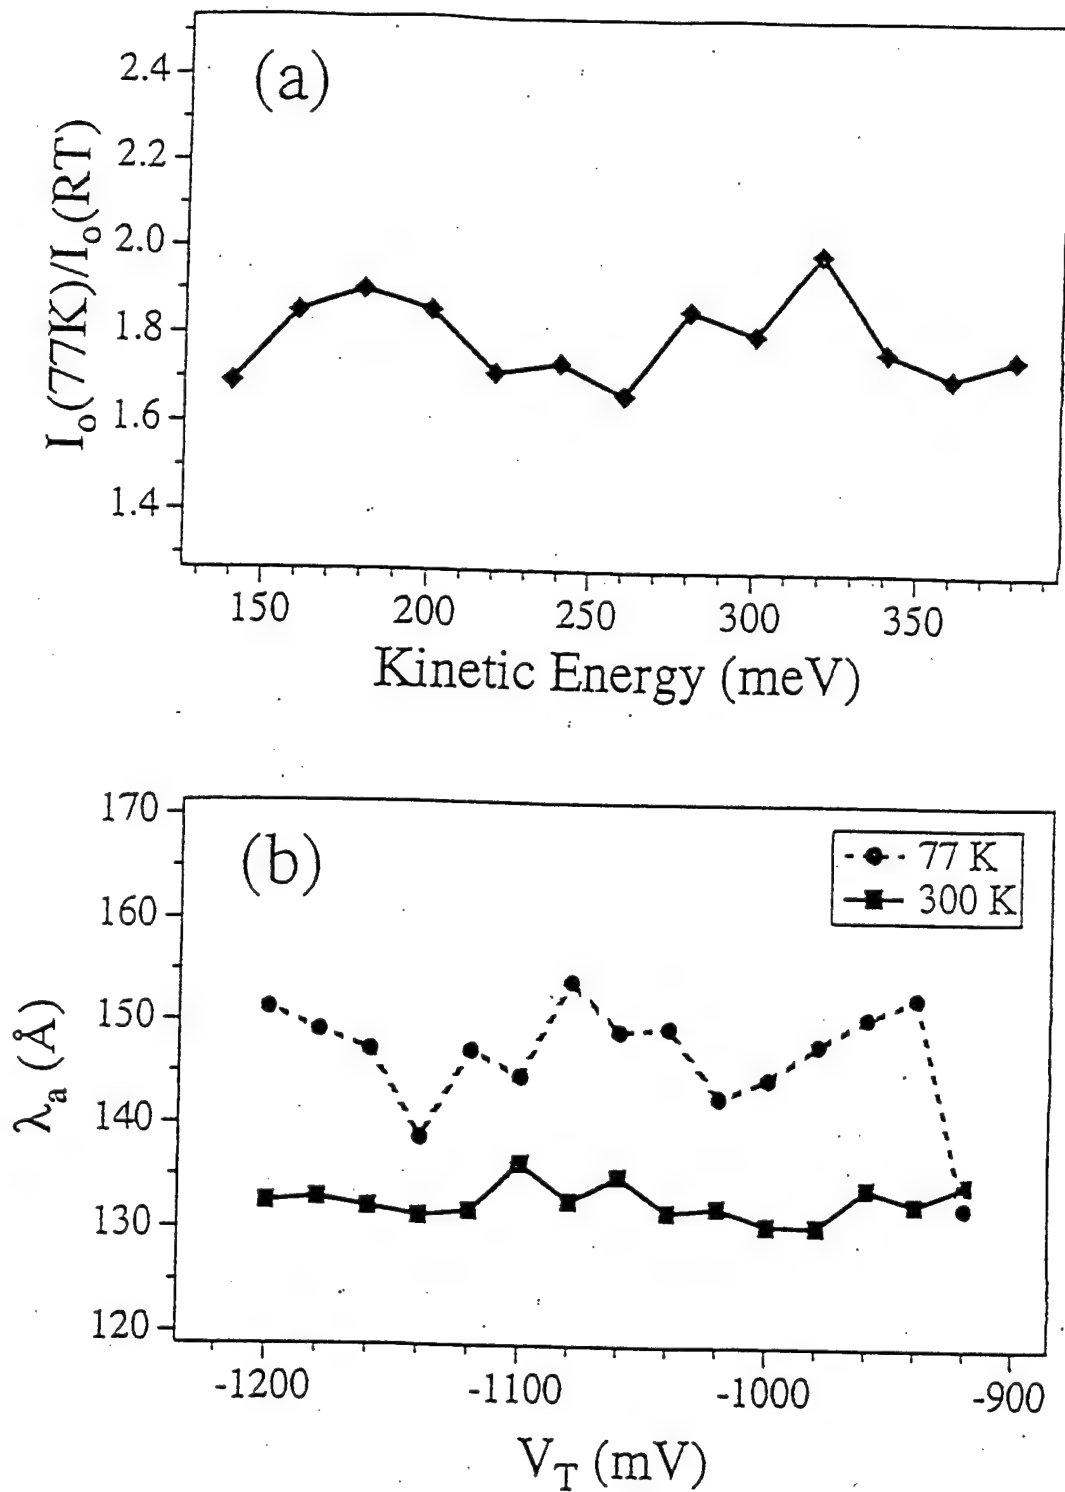 (a)
I₀(77K)/I₀(RT)
2.4
2.2
2.0
1.8
1.6
1.4
150 200 250 300 350
Kinetic Energy (meV)
(b)
77 K
300 K
λₐ (Å)
170
160
150
140
130
120
-1200 -1100 -1000 -900
V_T (mV)